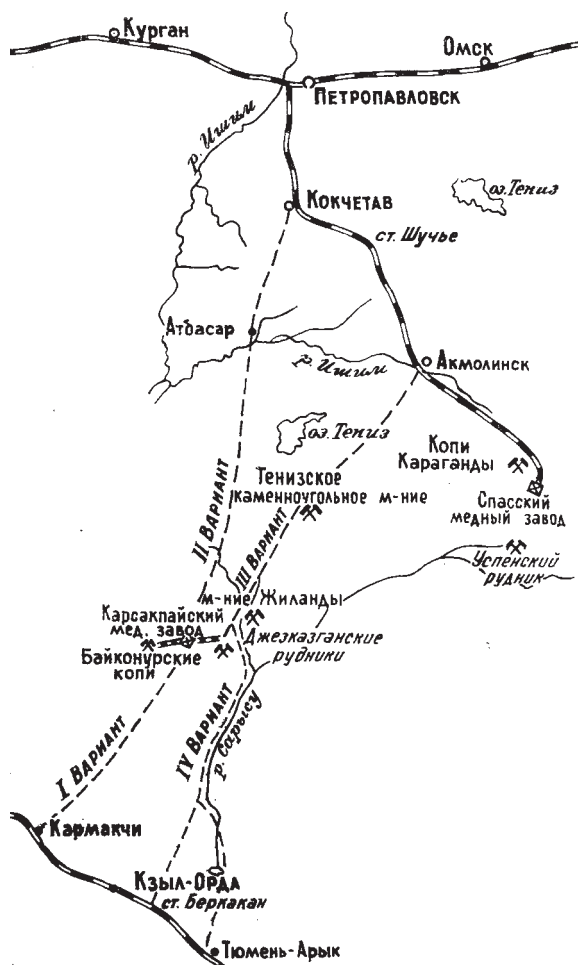 Курган
Омск
Петропавловск
р. Ишим
оз. Тениз
Кокчетав
ст. Шучье
Атбасар
р. Ишим
Акмолинск
оз. Тениз
Копи
Караганды
Тенизское
каменноугольное м-ние
Спасский
медный завод
II Вариант
III Вариант
Успенский
рудник
м-ние Жиланды
Карсакпайский
мед. завод
Джезказганские
рудники
Байконурские
копи
I Вариант
IV Вариант
р. Сарысу
Кармакчи
Кзыл-Орда
ст. Беркакан
Тюмень-Арык